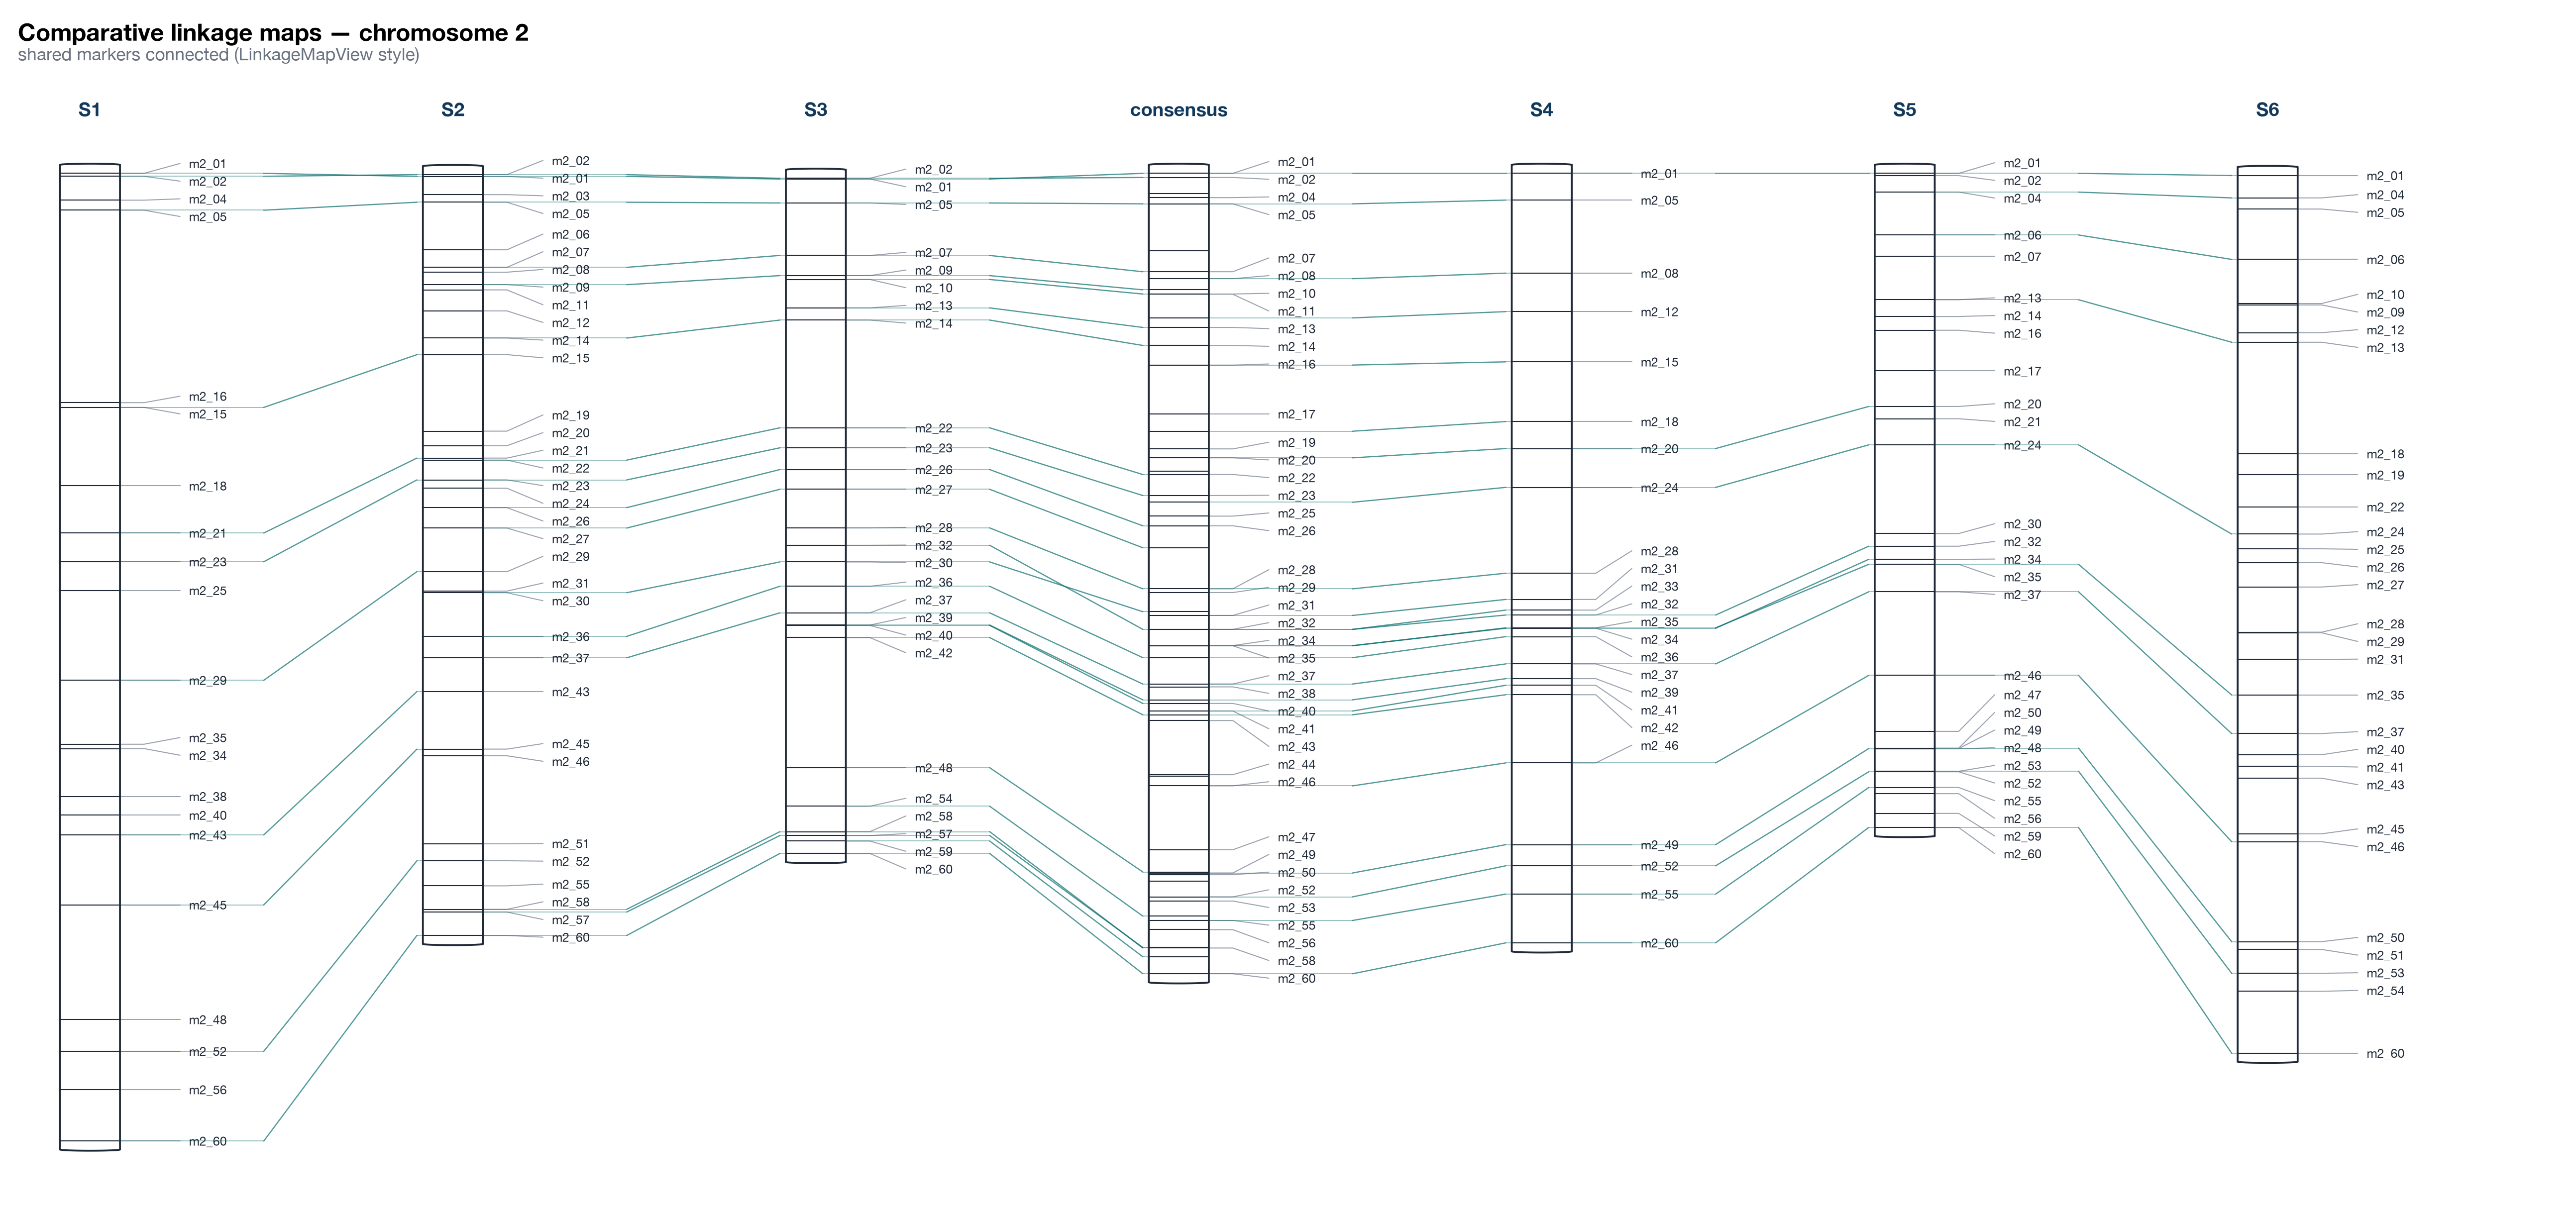 Comparative linkage maps — chromosome 2
shared markers connected (LinkageMapView style)
S1
m2_01
m2_02
m2_04
m2_05
m2_16
m2_15
m2_18
m2_21
m2_23
m2_25
m2_29
m2_35
m2_34
m2_38
m2_40
m2_43
m2_45
m2_48
m2_52
m2_56
m2_60
S2
m2_02
m2_01
m2_03
m2_05
m2_06
m2_07
m2_08
m2_09
m2_11
m2_12
m2_14
m2_15
m2_19
m2_20
m2_21
m2_22
m2_23
m2_24
m2_26
m2_27
m2_29
m2_31
m2_30
m2_36
m2_37
m2_43
m2_45
m2_46
m2_51
m2_52
m2_55
m2_58
m2_57
m2_60
S3
m2_02
m2_01
m2_05
m2_07
m2_09
m2_10
m2_13
m2_14
m2_22
m2_23
m2_26
m2_27
m2_28
m2_32
m2_30
m2_36
m2_37
m2_39
m2_40
m2_42
m2_48
m2_54
m2_58
m2_57
m2_59
m2_60
consensus
m2_01
m2_02
m2_04
m2_05
m2_07
m2_08
m2_10
m2_11
m2_13
m2_14
m2_16
m2_17
m2_19
m2_20
m2_22
m2_23
m2_25
m2_26
m2_28
m2_29
m2_31
m2_32
m2_34
m2_35
m2_37
m2_38
m2_40
m2_41
m2_43
m2_44
m2_46
m2_47
m2_49
m2_50
m2_52
m2_53
m2_55
m2_56
m2_58
m2_60
S4
m2_01
m2_05
m2_08
m2_12
m2_15
m2_18
m2_20
m2_24
m2_28
m2_31
m2_33
m2_32
m2_35
m2_34
m2_36
m2_37
m2_39
m2_41
m2_42
m2_46
m2_49
m2_52
m2_55
m2_60
S5
m2_01
m2_02
m2_04
m2_06
m2_07
m2_13
m2_14
m2_16
m2_17
m2_20
m2_21
m2_24
m2_30
m2_32
m2_34
m2_35
m2_37
m2_46
m2_47
m2_50
m2_49
m2_48
m2_53
m2_52
m2_55
m2_56
m2_59
m2_60
S6
m2_01
m2_04
m2_05
m2_06
m2_10
m2_09
m2_12
m2_13
m2_18
m2_19
m2_22
m2_24
m2_25
m2_26
m2_27
m2_28
m2_29
m2_31
m2_35
m2_37
m2_40
m2_41
m2_43
m2_45
m2_46
m2_50
m2_51
m2_53
m2_54
m2_60